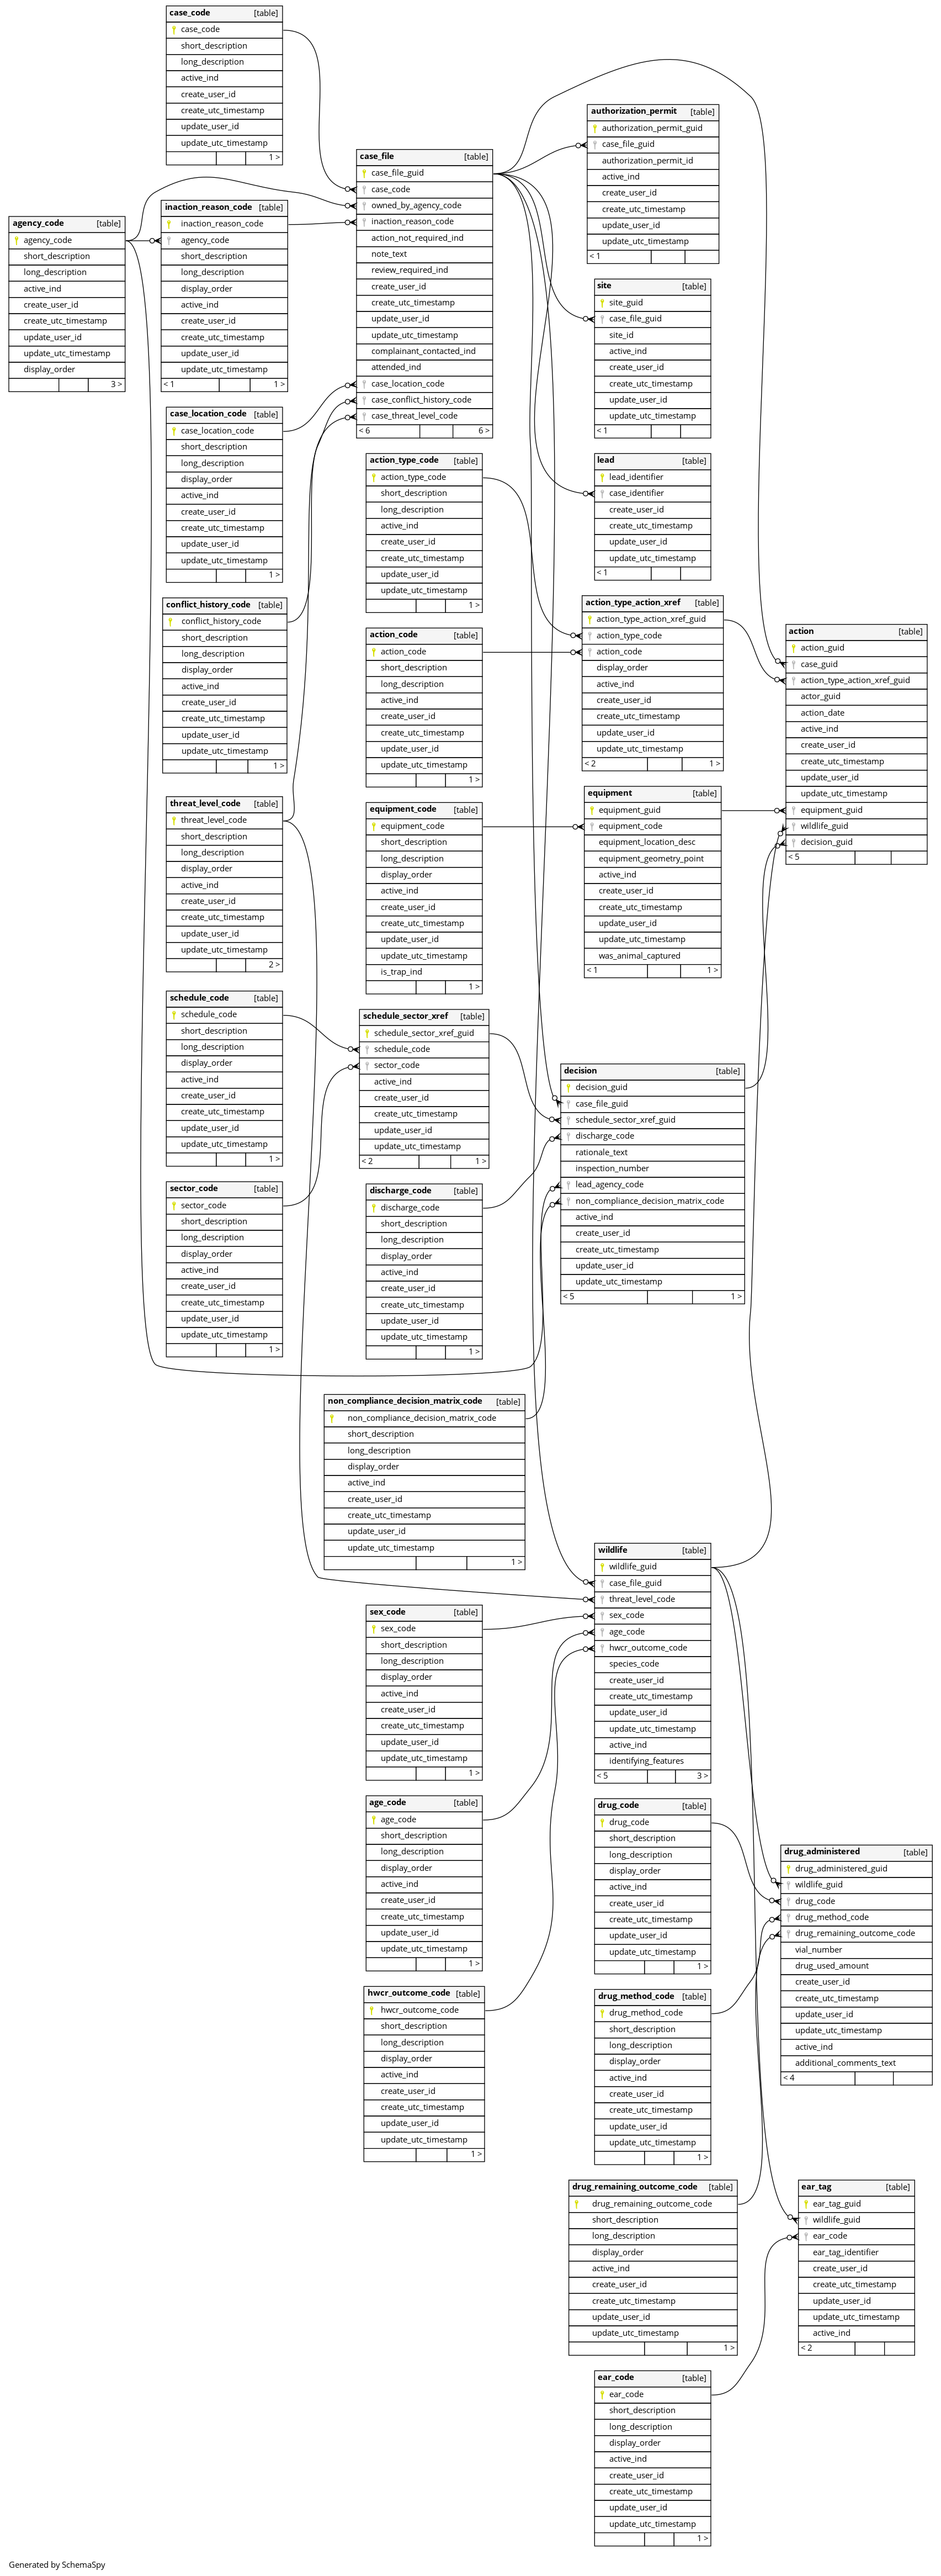 case_code [table]
case_code
short_description
long_description
active_ind
create_user_id
create_utc_timestamp
update_user_id
update_utc_timestamp
1 >
agency_code [table]
agency_code
short_description
long_description
active_ind
create_user_id
create_utc_timestamp
update_user_id
update_utc_timestamp
display_order
3 >
inaction_reason_code [table]
inaction_reason_code
agency_code
short_description
long_description
display_order
active_ind
create_user_id
create_utc_timestamp
update_user_id
update_utc_timestamp
< 1 1 >
case_file [table]
case_file_guid
case_code
owned_by_agency_code
inaction_reason_code
action_not_required_ind
note_text
review_required_ind
create_user_id
create_utc_timestamp
update_user_id
update_utc_timestamp
complainant_contacted_ind
attended_ind
case_location_code
case_conflict_history_code
case_threat_level_code
< 6 6 >
authorization_permit [table]
authorization_permit_guid
case_file_guid
authorization_permit_id
active_ind
create_user_id
create_utc_timestamp
update_user_id
update_utc_timestamp
< 1
site [table]
site_guid
case_file_guid
site_id
active_ind
create_user_id
create_utc_timestamp
update_user_id
update_utc_timestamp
< 1
case_location_code [table]
case_location_code
short_description
long_description
display_order
active_ind
create_user_id
create_utc_timestamp
update_user_id
update_utc_timestamp
1 >
action_type_code [table]
action_type_code
short_description
long_description
active_ind
create_user_id
create_utc_timestamp
update_user_id
update_utc_timestamp
1 >
lead [table]
lead_identifier
case_identifier
create_user_id
create_utc_timestamp
update_user_id
update_utc_timestamp
< 1
conflict_history_code [table]
conflict_history_code
short_description
long_description
display_order
active_ind
create_user_id
create_utc_timestamp
update_user_id
update_utc_timestamp
1 >
action_code [table]
action_code
short_description
long_description
active_ind
create_user_id
create_utc_timestamp
update_user_id
update_utc_timestamp
1 >
action_type_action_xref [table]
action_type_action_xref_guid
action_type_code
action_code
display_order
active_ind
create_user_id
create_utc_timestamp
update_user_id
update_utc_timestamp
< 2 1 >
action [table]
action_guid
case_guid
action_type_action_xref_guid
actor_guid
action_date
active_ind
create_user_id
create_utc_timestamp
update_user_id
update_utc_timestamp
equipment_guid
wildlife_guid
decision_guid
< 5
threat_level_code [table]
threat_level_code
short_description
long_description
display_order
active_ind
create_user_id
create_utc_timestamp
update_user_id
update_utc_timestamp
2 >
equipment_code [table]
equipment_code
short_description
long_description
display_order
active_ind
create_user_id
create_utc_timestamp
update_user_id
update_utc_timestamp
is_trap_ind
1 >
equipment [table]
equipment_guid
equipment_code
equipment_location_desc
equipment_geometry_point
active_ind
create_user_id
create_utc_timestamp
update_user_id
update_utc_timestamp
was_animal_captured
< 1 1 >
schedule_code [table]
schedule_code
short_description
long_description
display_order
active_ind
create_user_id
create_utc_timestamp
update_user_id
update_utc_timestamp
1 >
schedule_sector_xref [table]
schedule_sector_xref_guid
schedule_code
sector_code
active_ind
create_user_id
create_utc_timestamp
update_user_id
update_utc_timestamp
< 2 1 >
decision [table]
decision_guid
case_file_guid
schedule_sector_xref_guid
discharge_code
rationale_text
inspection_number
lead_agency_code
non_compliance_decision_matrix_code
active_ind
create_user_id
create_utc_timestamp
update_user_id
update_utc_timestamp
< 5 1 >
sector_code [table]
sector_code
short_description
long_description
display_order
active_ind
create_user_id
create_utc_timestamp
update_user_id
update_utc_timestamp
1 >
discharge_code [table]
discharge_code
short_description
long_description
display_order
active_ind
create_user_id
create_utc_timestamp
update_user_id
update_utc_timestamp
1 >
non_compliance_decision_matrix_code [table]
non_compliance_decision_matrix_code
short_description
long_description
display_order
active_ind
create_user_id
create_utc_timestamp
update_user_id
update_utc_timestamp
1 >
wildlife [table]
wildlife_guid
case_file_guid
threat_level_code
sex_code
age_code
hwcr_outcome_code
species_code
create_user_id
create_utc_timestamp
update_user_id
update_utc_timestamp
active_ind
identifying_features
< 5 3 >
sex_code [table]
sex_code
short_description
long_description
display_order
active_ind
create_user_id
create_utc_timestamp
update_user_id
update_utc_timestamp
1 >
age_code [table]
age_code
short_description
long_description
display_order
active_ind
create_user_id
create_utc_timestamp
update_user_id
update_utc_timestamp
1 >
drug_code [table]
drug_code
short_description
long_description
display_order
active_ind
create_user_id
create_utc_timestamp
update_user_id
update_utc_timestamp
1 >
drug_administered [table]
drug_administered_guid
wildlife_guid
drug_code
drug_method_code
drug_remaining_outcome_code
vial_number
drug_used_amount
create_user_id
create_utc_timestamp
update_user_id
update_utc_timestamp
active_ind
additional_comments_text
< 4
hwcr_outcome_code [table]
hwcr_outcome_code
short_description
long_description
display_order
active_ind
create_user_id
create_utc_timestamp
update_user_id
update_utc_timestamp
1 >
drug_method_code [table]
drug_method_code
short_description
long_description
display_order
active_ind
create_user_id
create_utc_timestamp
update_user_id
update_utc_timestamp
1 >
drug_remaining_outcome_code [table]
drug_remaining_outcome_code
short_description
long_description
display_order
active_ind
create_user_id
create_utc_timestamp
update_user_id
update_utc_timestamp
1 >
ear_tag [table]
ear_tag_guid
wildlife_guid
ear_code
ear_tag_identifier
create_user_id
create_utc_timestamp
update_user_id
update_utc_timestamp
active_ind
< 2
ear_code [table]
ear_code
short_description
long_description
display_order
active_ind
create_user_id
create_utc_timestamp
update_user_id
update_utc_timestamp
1 >
Generated by SchemaSpy